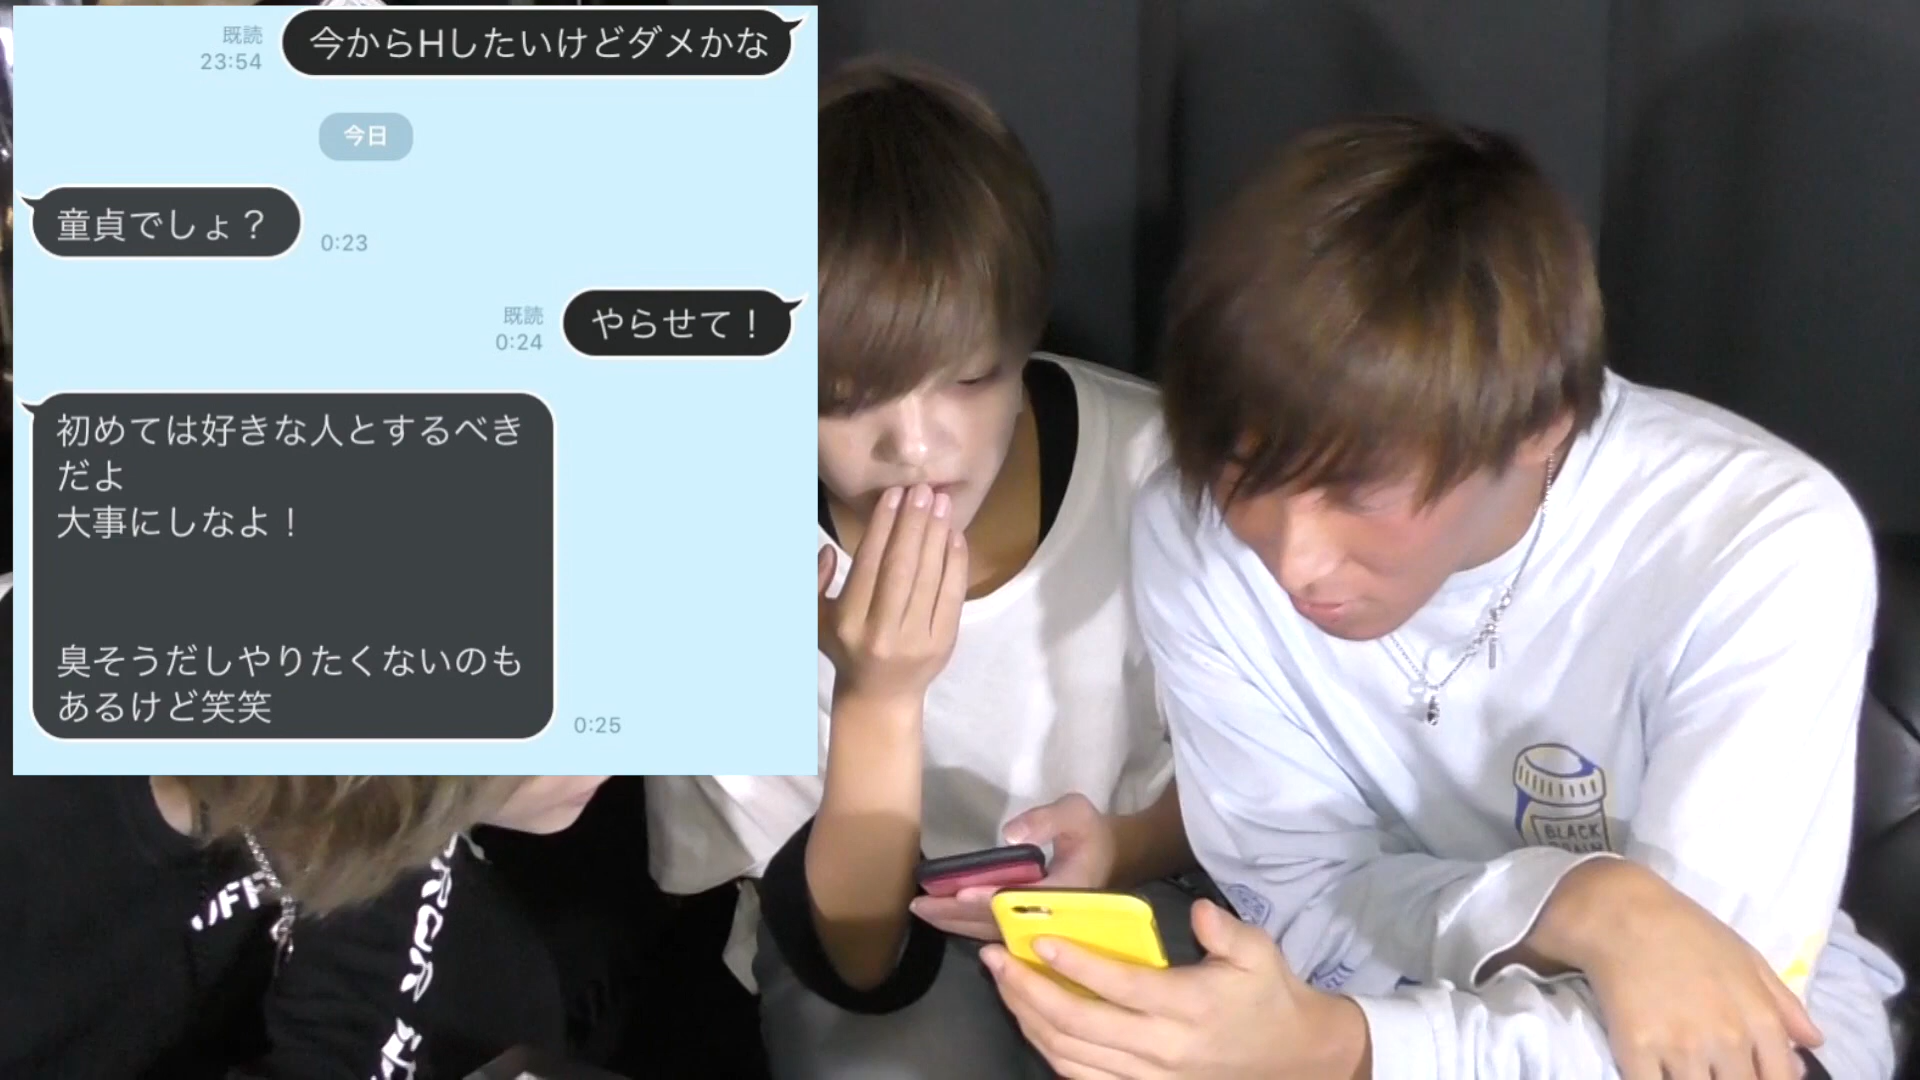 既読
23:54
今からHしたいけどダメかな
今日
童貞でしょ？
0:23
既読
0:24
やらせて！
初めては好きな人とするべき
だよ
大事にしなよ！
臭そうだしやりたくないのも
あるけど笑笑
0:25
BLACK